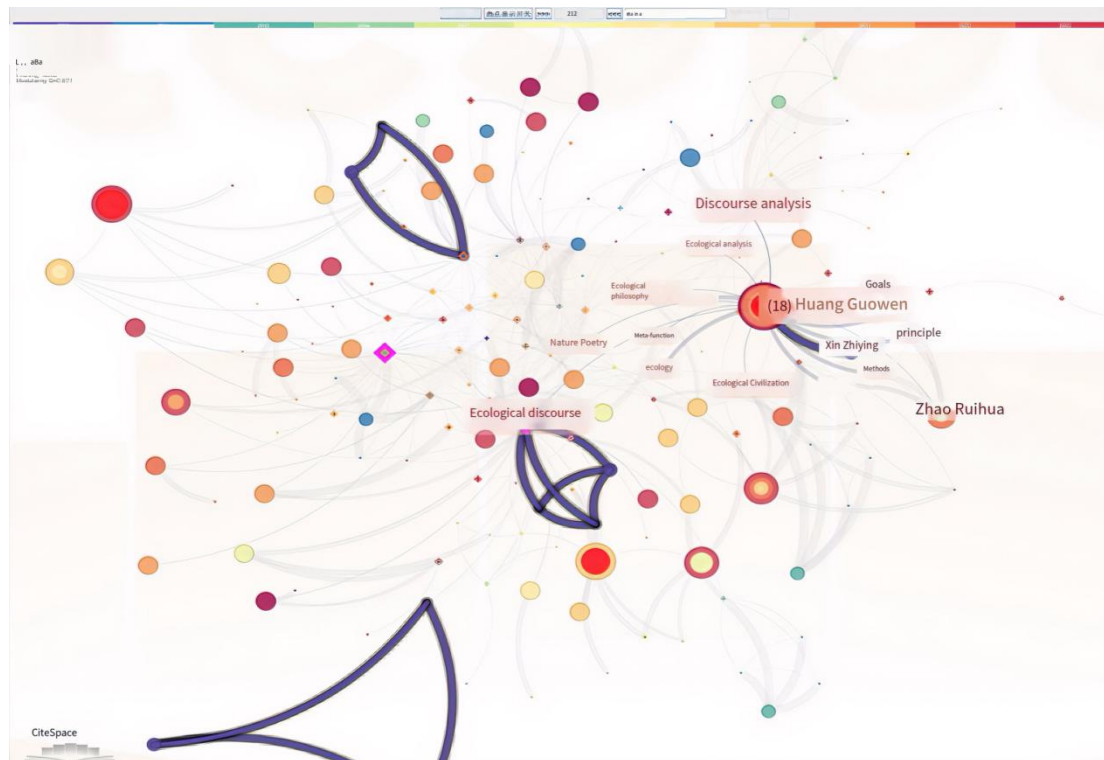 212
Discourse analysis
Ecological analysis
Ecological
philosophy
Goals
(18) Huang Guowen
Nature Poetry
Meta-function
Xin Zhiying
principle
ecology
Methods
Ecological Civilization
Zhao Ruihua
Ecological discourse
CiteSpace